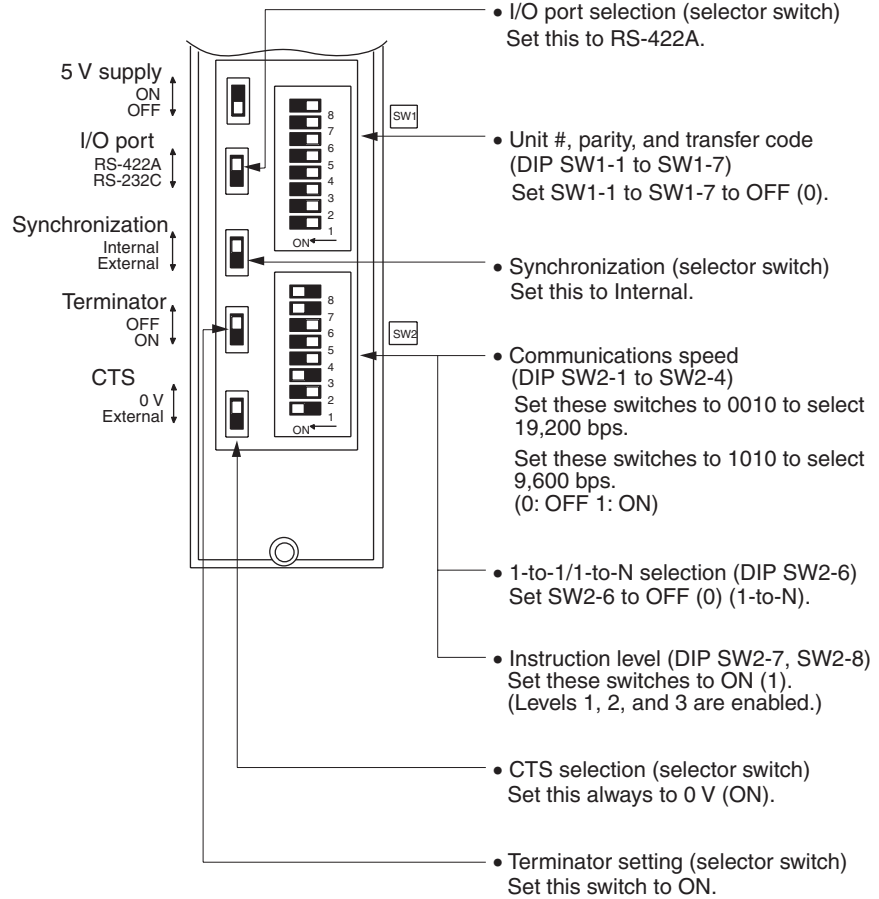 • I/O port selection (selector switch)
Set this to RS-422A.
5 V supply
ON
OFF
I/O port
RS-422A
RS-232C
Synchronization
Internal
External
Terminator
OFF
ON
CTS
0 V
External
8
7
6
5
4
3
2
1
ON
SW1
8
7
6
5
4
3
2
1
ON
SW2
• Unit #, parity, and transfer code
(DIP SW1-1 to SW1-7)
Set SW1-1 to SW1-7 to OFF (0).
• Synchronization (selector switch)
Set this to Internal.
• Communications speed
(DIP SW2-1 to SW2-4)
Set these switches to 0010 to select
19,200 bps.
Set these switches to 1010 to select
9,600 bps.
(0: OFF 1: ON)
• 1-to-1/1-to-N selection (DIP SW2-6)
Set SW2-6 to OFF (0) (1-to-N).
• Instruction level (DIP SW2-7, SW2-8)
Set these switches to ON (1).
(Levels 1, 2, and 3 are enabled.)
• CTS selection (selector switch)
Set this always to 0 V (ON).
• Terminator setting (selector switch)
Set this switch to ON.